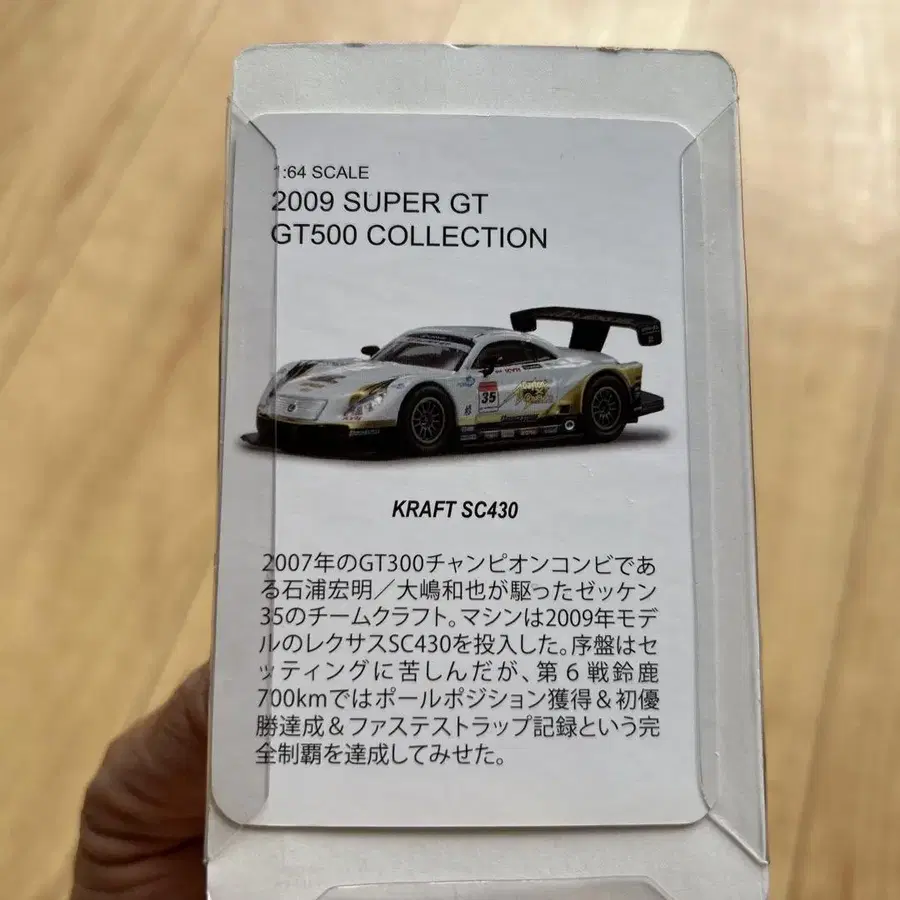 1:64 SCALE
2009 SUPER GT
GT500 COLLECTION
35
KRAFT SC430
2007年のGT300チャンピオンコンビであ
る石浦宏明／大嶋和也が駆ったゼッケン
35のチームクラフト。マシンは2009年モデ
ルのレクサスSC430を投入した。序盤はセ
ッティングに苦しんだが、第6戦鈴鹿
700kmではポールポジション獲得＆初優
勝達成＆ファステストラップ記録という完
全制覇を達成してみせた。